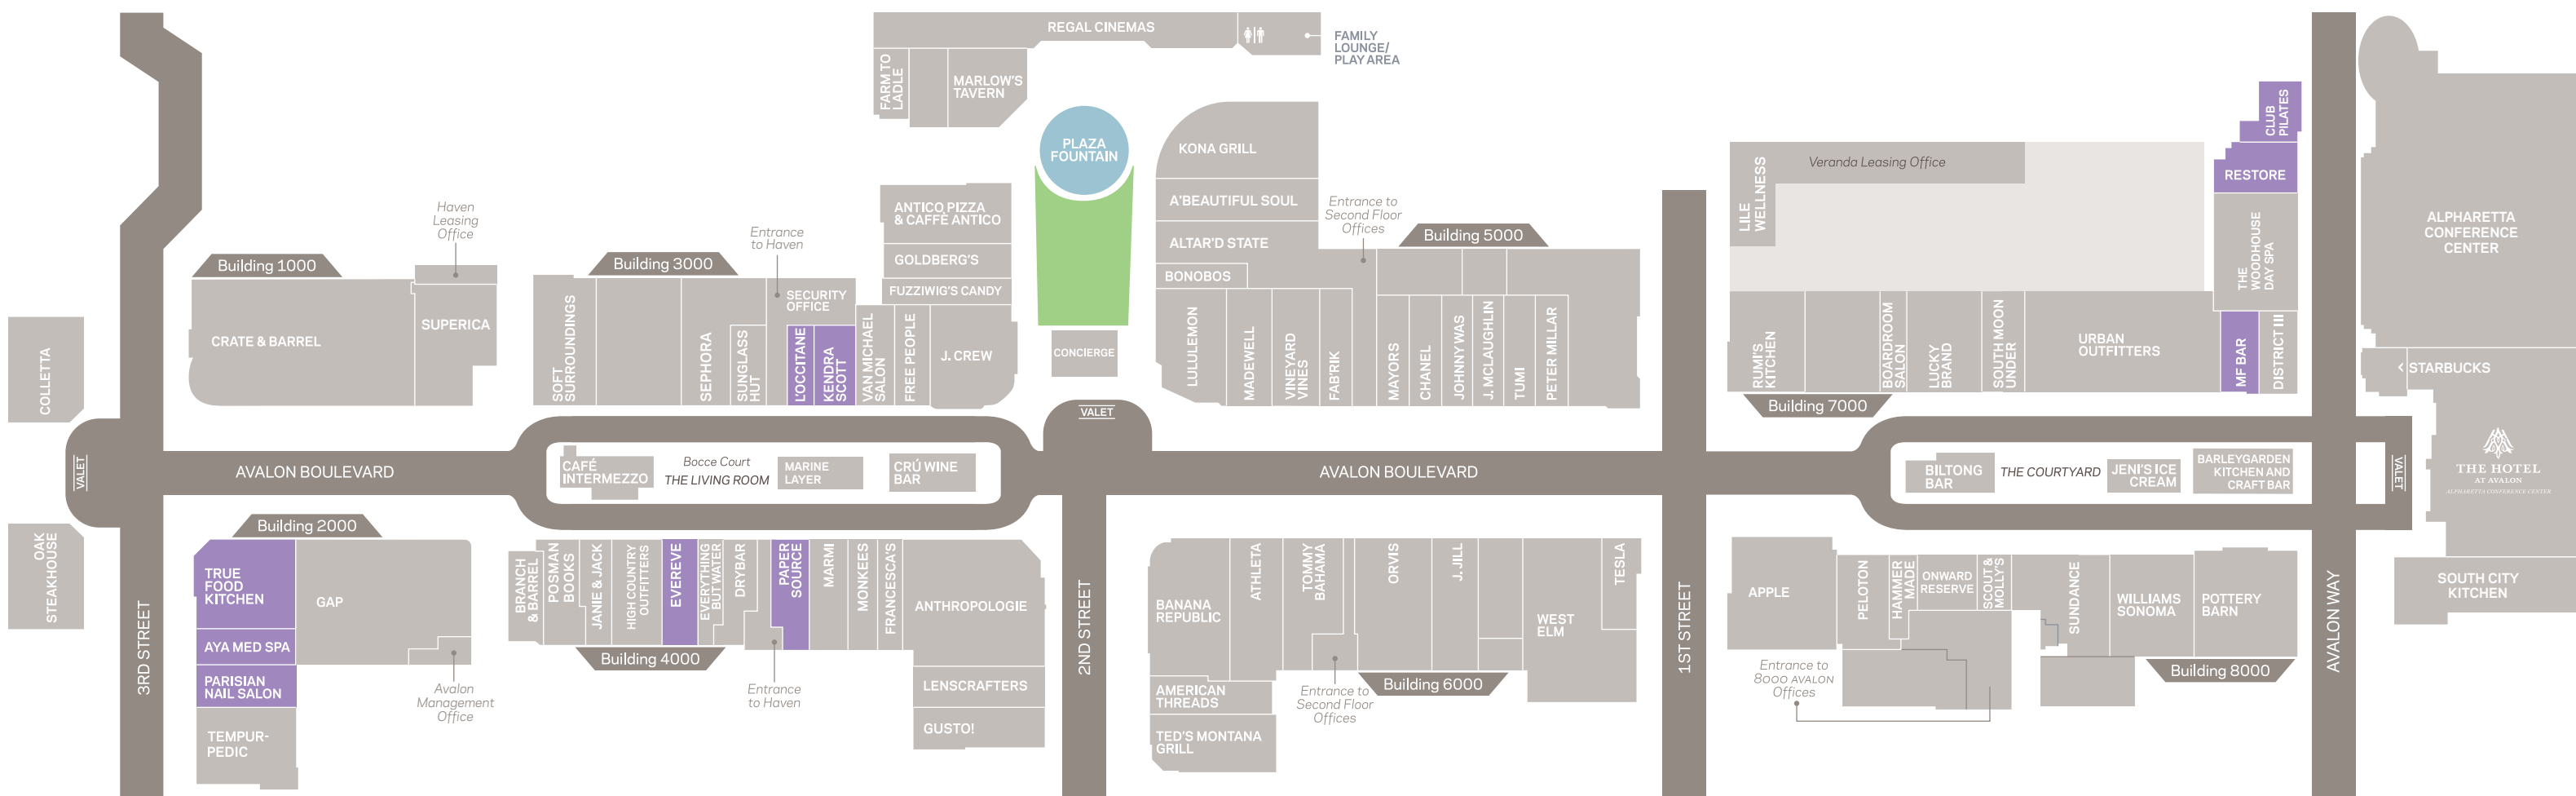 REGAL CINEMAS
FAMILY
LOUNGE/
PLAY AREA
FARM TO
LADLE
MARLOW'S
TAVERN
PLAZA
FOUNTAIN
KONA GRILL
A'BEAUTIFUL SOUL
ALTAR'D STATE
BONOBOS
Entrance to
Second Floor
Offices
Building 5000
LULULEMON
MADEWELL
VINEYARD
VINES
FAB'RIK
MAYORS
CHANEL
JOHNNY WAS
J. MCLAUGHLIN
TUMI
PETER MILLAR
ANTICO PIZZA
& CAFFÈ ANTICO
GOLDBERG'S
FUZZIWIG'S CANDY
J. CREW
CONCIERGE
VALET
Haven
Leasing
Office
Building 1000
CRATE & BARREL
SUPERICA
COLLETTA
Building 3000
Entrance
to Haven
SECURITY
OFFICE
SOFT
SURROUNDINGS
SEPHORA
SUNGLASS
HUT
L'OCCITANE
KENDRA
SCOTT
VAN MICHAEL
SALON
FREE PEOPLE
LILE
WELLNESS
Veranda Leasing Office
CLUB
PILATES
RESTORE
THE
WOODHOUSE
DAY SPA
RUMI'S
KITCHEN
BOARDROOM
SALON
LUCKY
BRAND
SOUTH MOON
UNDER
URBAN
OUTFITTERS
MF BAR
DISTRICT III
Building 7000
ALPHARETTA
CONFERENCE
CENTER
< STARBUCKS
VALET
AVALON BOULEVARD
CAFÉ
INTERMEZZO
Bocce Court
THE LIVING ROOM
MARINE
LAYER
CRÚ WINE
BAR
AVALON BOULEVARD
BILTONG
BAR
THE COURTYARD
JENI'S ICE
CREAM
BARLEYGARDEN
KITCHEN AND
CRAFT BAR
VALET
THE HOTEL
AT AVALON
ALPHARETTA CONFERENCE CENTER
OAK
STEAKHOUSE
3RD STREET
Building 2000
TRUE
FOOD
KITCHEN
GAP
AYA MED SPA
PARISIAN
NAIL SALON
TEMPUR-
PEDIC
Avalon
Management
Office
BRANCH
& BARREL
POSMAN
BOOKS
JANIE & JACK
HIGH COUNTRY
OUTFITTERS
EVEREVE
EVERYTHING
BUT WATER
DRYBAR
PAPER
SOURCE
MARMI
MONKEES
FRANCESCA'S
ANTHROPOLOGIE
Building 4000
Entrance
to Haven
LENSCRAFTERS
GUSTO!
2ND STREET
BANANA
REPUBLIC
ATHLETA
TOMMY
BAHAMA
ORVIS
J. JILL
WEST
ELM
TESLA
AMERICAN
THREADS
TED'S MONTANA
GRILL
Entrance to
Second Floor
Offices
Building 6000
1ST STREET
APPLE
PELOTON
HAMMER
MADE
ONWARD
RESERVE
SCOUT &
MOLLY'S
SUNDANCE
WILLIAMS
SONOMA
POTTERY
BARN
Entrance to
8000 AVALON
Offices
Building 8000
AVALON WAY
SOUTH CITY
KITCHEN